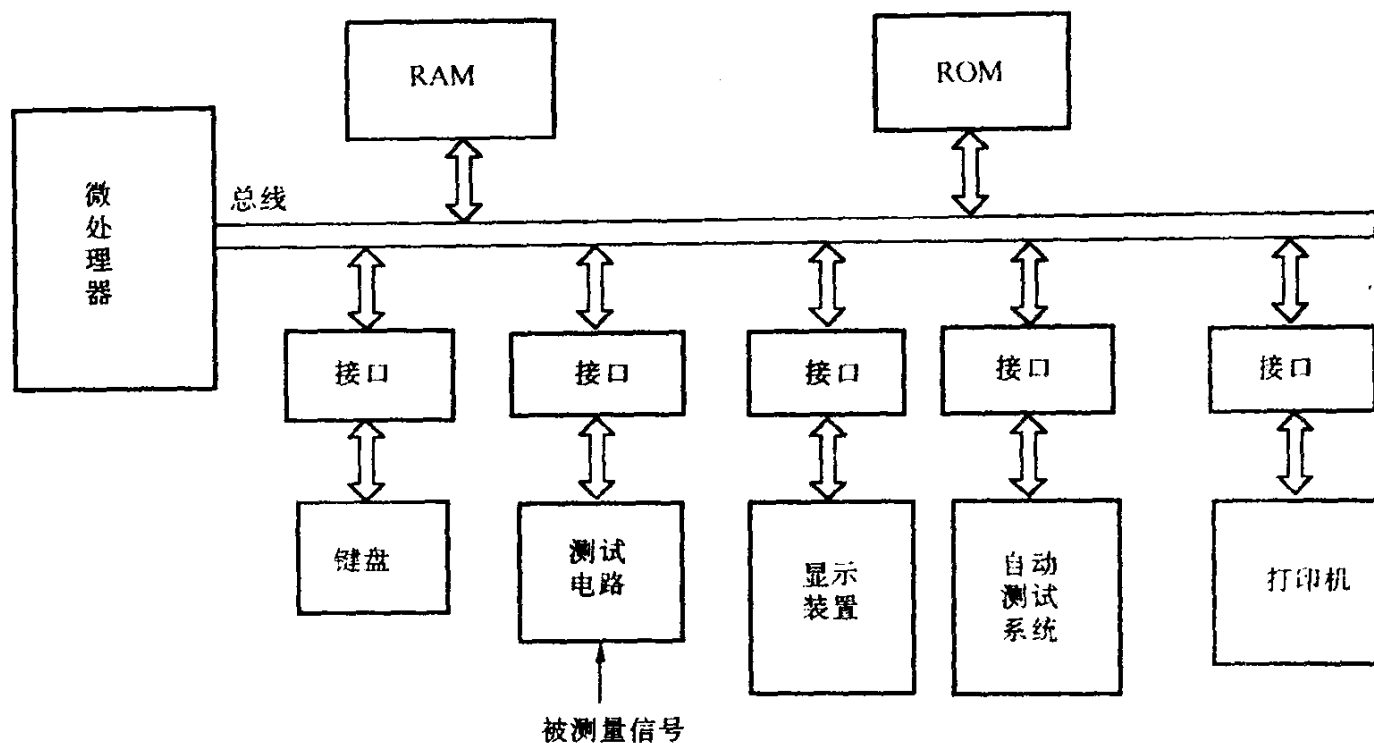 RAM
ROM
微
处
理
器
总线
接口
接口
接口
接口
接口
键盘
测试
电路
显示
装置
自动
测试
系统
打印机
被测量信号